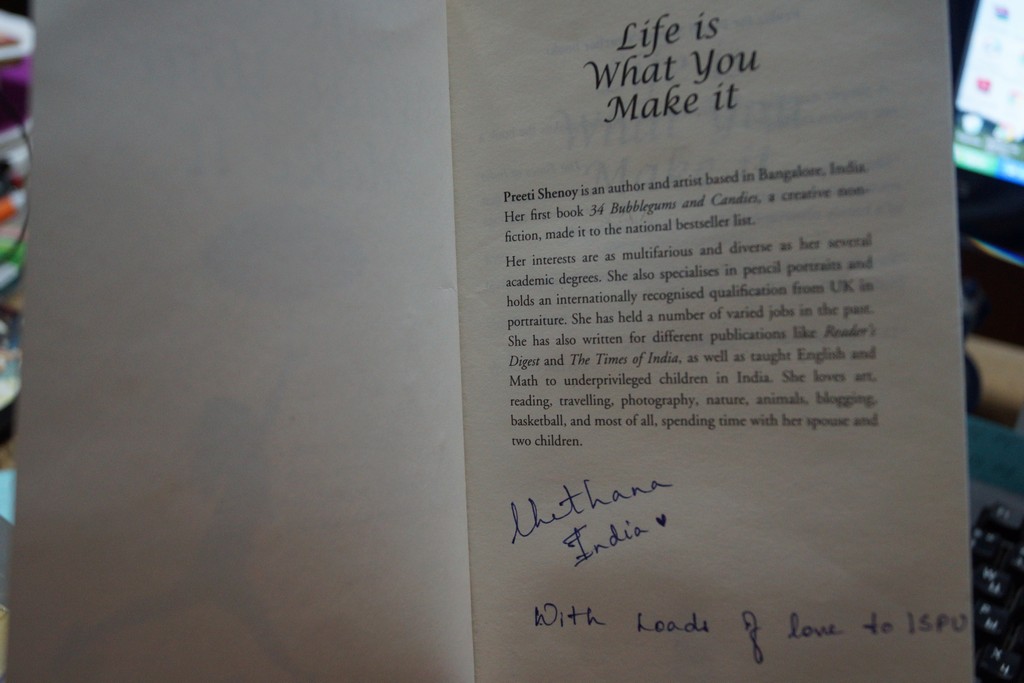 Life is
What You
Make it
Preeti Shenoy is an author and artist based in Bangalore, India.
Her first book 34 Bubblegums and Candies, a creative non-
fiction, made it to the national bestseller list.
Her interests are as multifarious and diverse as her several
academic degrees. She also specialises in pencil portraits and
holds an internationally recognised qualification from UK in
portraiture. She has held a number of varied jobs in the past.
She has also written for different publications like Reader's
Digest and The Times of India, as well as taught English and
Math to underprivileged children in India. She loves art,
reading, travelling, photography, nature, animals, blogging,
basketball, and most of all, spending time with her spouse and
two children.
Chethana
India
With Loads of love to ISPU